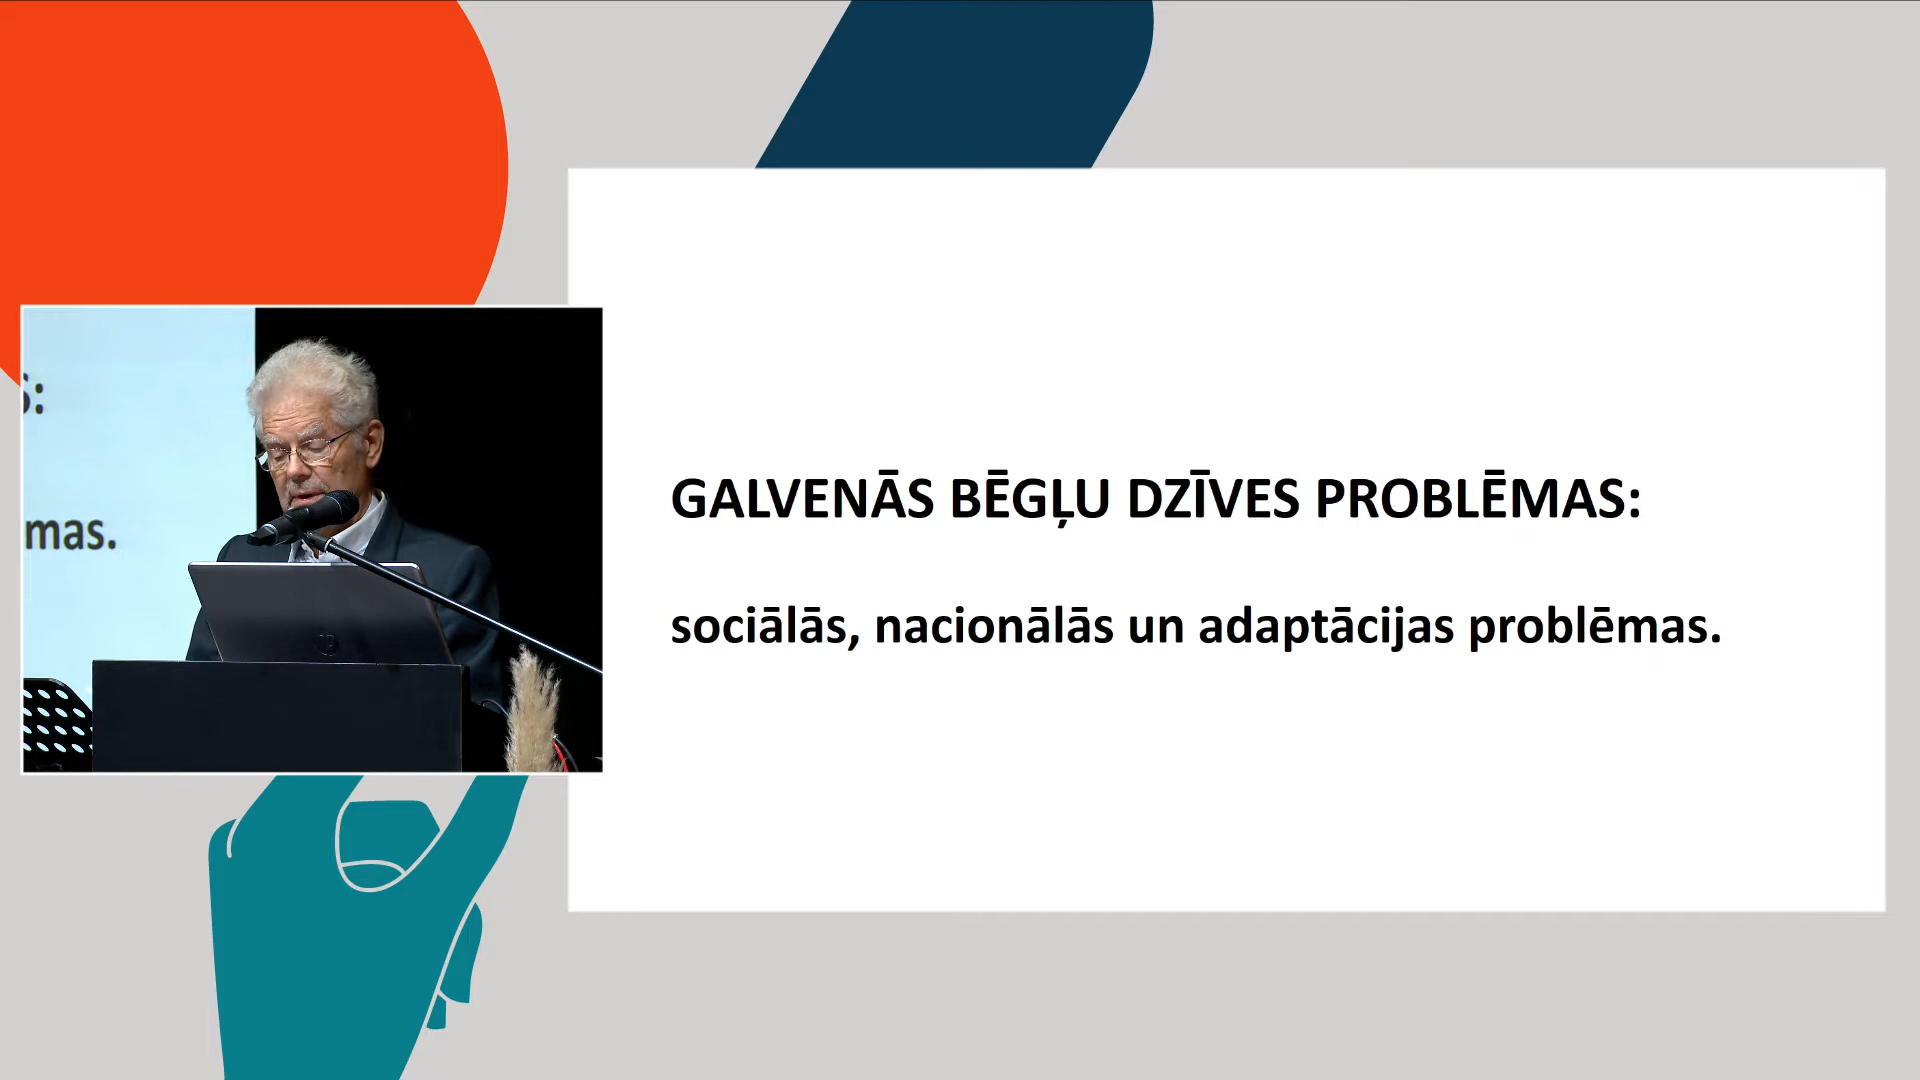 GALVENĀS BĒGĻU DZĪVES PROBLĒMAS:
sociālās, nacionālās un adaptācijas problēmas.
S:
mas.